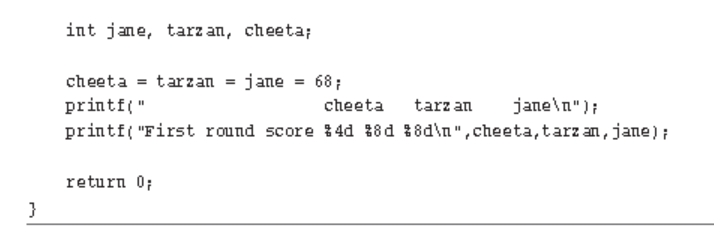 int jane, tarzan, cheeta;
cheeta = tarzan = jane = 68;
printf("                  cheeta   tarzan    jane\n");
printf("First round score %4d %8d %8d\n",cheeta,tarzan,jane);
return 0;
}